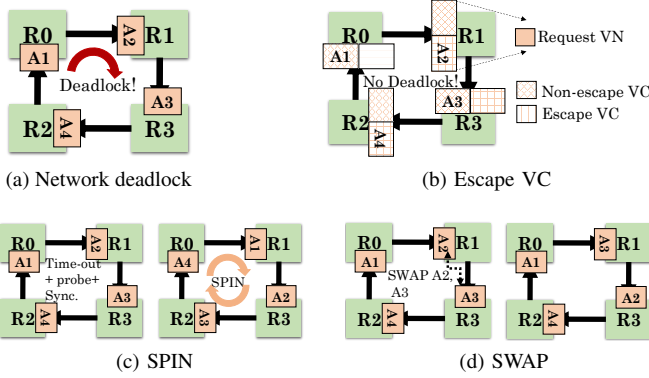 R0
A1
A2
R1
Deadlock!
A3
R2
A4
R3
(a) Network deadlock
R0
A1
A2
R1
No Deadlock!
A3
R2
A4
R3
Request VN
Non-escape VC
Escape VC
(b) Escape VC
R0
A1
A2
R1
Time-out
+ probe+
Sync.
A3
R2
A4
R3
R0
A4
A1
R1
SPIN
A2
R2
A3
R3
(c) SPIN
R0
A1
A2
R1
SWAP A2,
A3
A3
R2
A4
R3
R0
A1
A3
R1
A2
R2
A4
R3
(d) SWAP